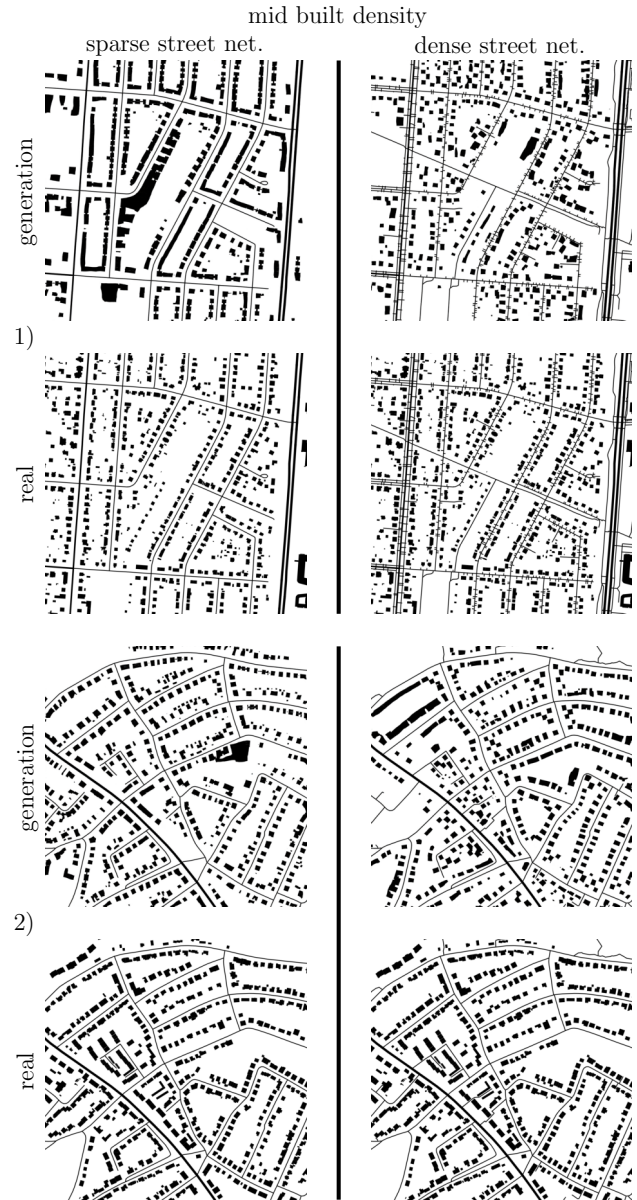 mid built density
sparse street net.
dense street net.
generation
1)
real
generation
2)
real